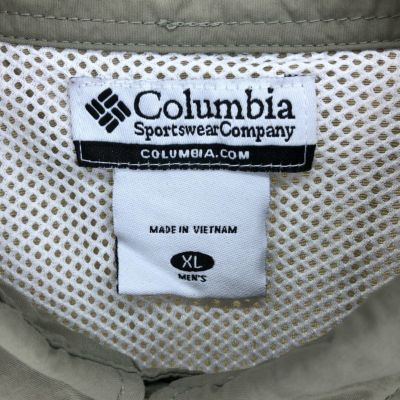 Columbia
Sportswear Company
COLUMBIA.COM
MADE IN VIETNAM
XL
MEN'S